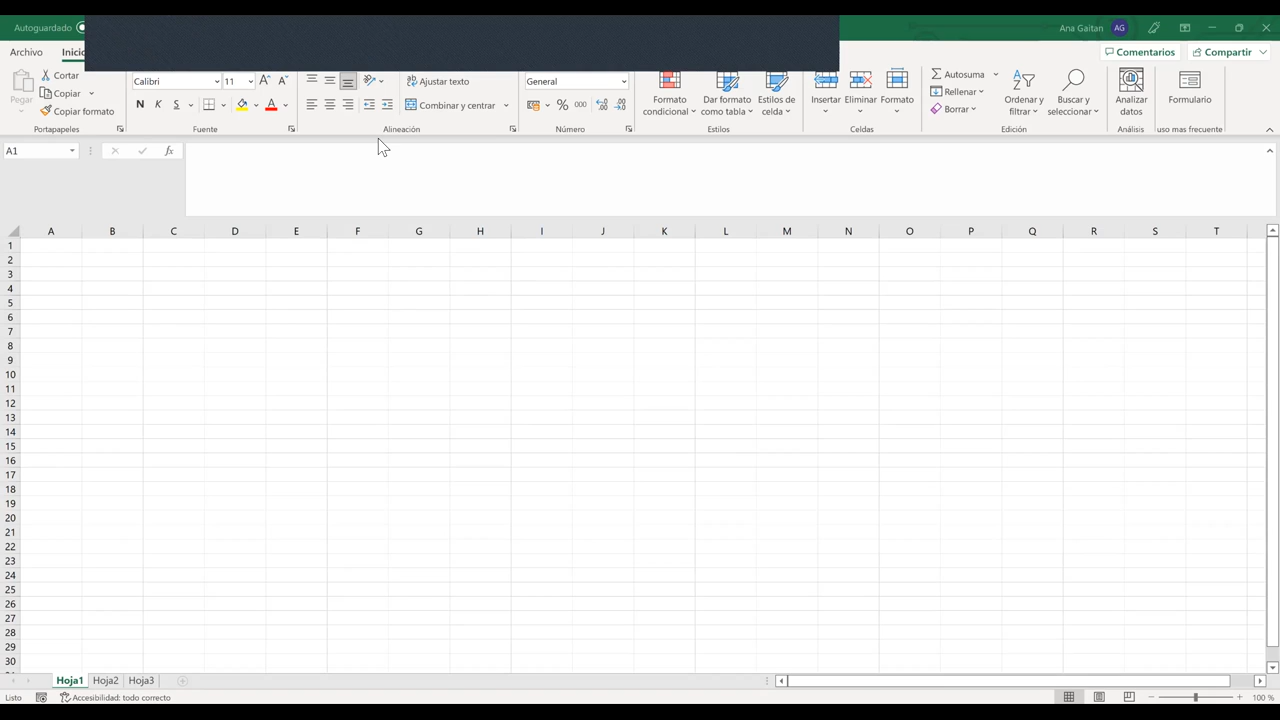 Autoguardado
Ana Gaitan AG
Archivo
Comentarios Compartir
Pegar
Cortar
Copiar
Copiar formato
Portapapeles
Calibri 11
N K S
Fuente
Ajustar texto
Combinar y centrar
Alineación
General
% 000
Número
Formato condicional
Dar formato como tabla
Estilos de celda
Estilos
Insertar
Eliminar
Formato
Celdas
Autosuma
Rellenar
Borrar
Ordenar y filtrar
Buscar y seleccionar
Edición
Analizar datos
Análisis
Formulario
uso mas frecuente
A1
fx
A B C D E F G H I J K L M N O P Q R S T
1
2
3
4
5
6
7
8
9
10
11
12
13
14
15
16
17
18
19
20
21
22
23
24
25
26
27
28
29
30
Hoja1 Hoja2 Hoja3
Listo
Accesibilidad: todo correcto
100 %